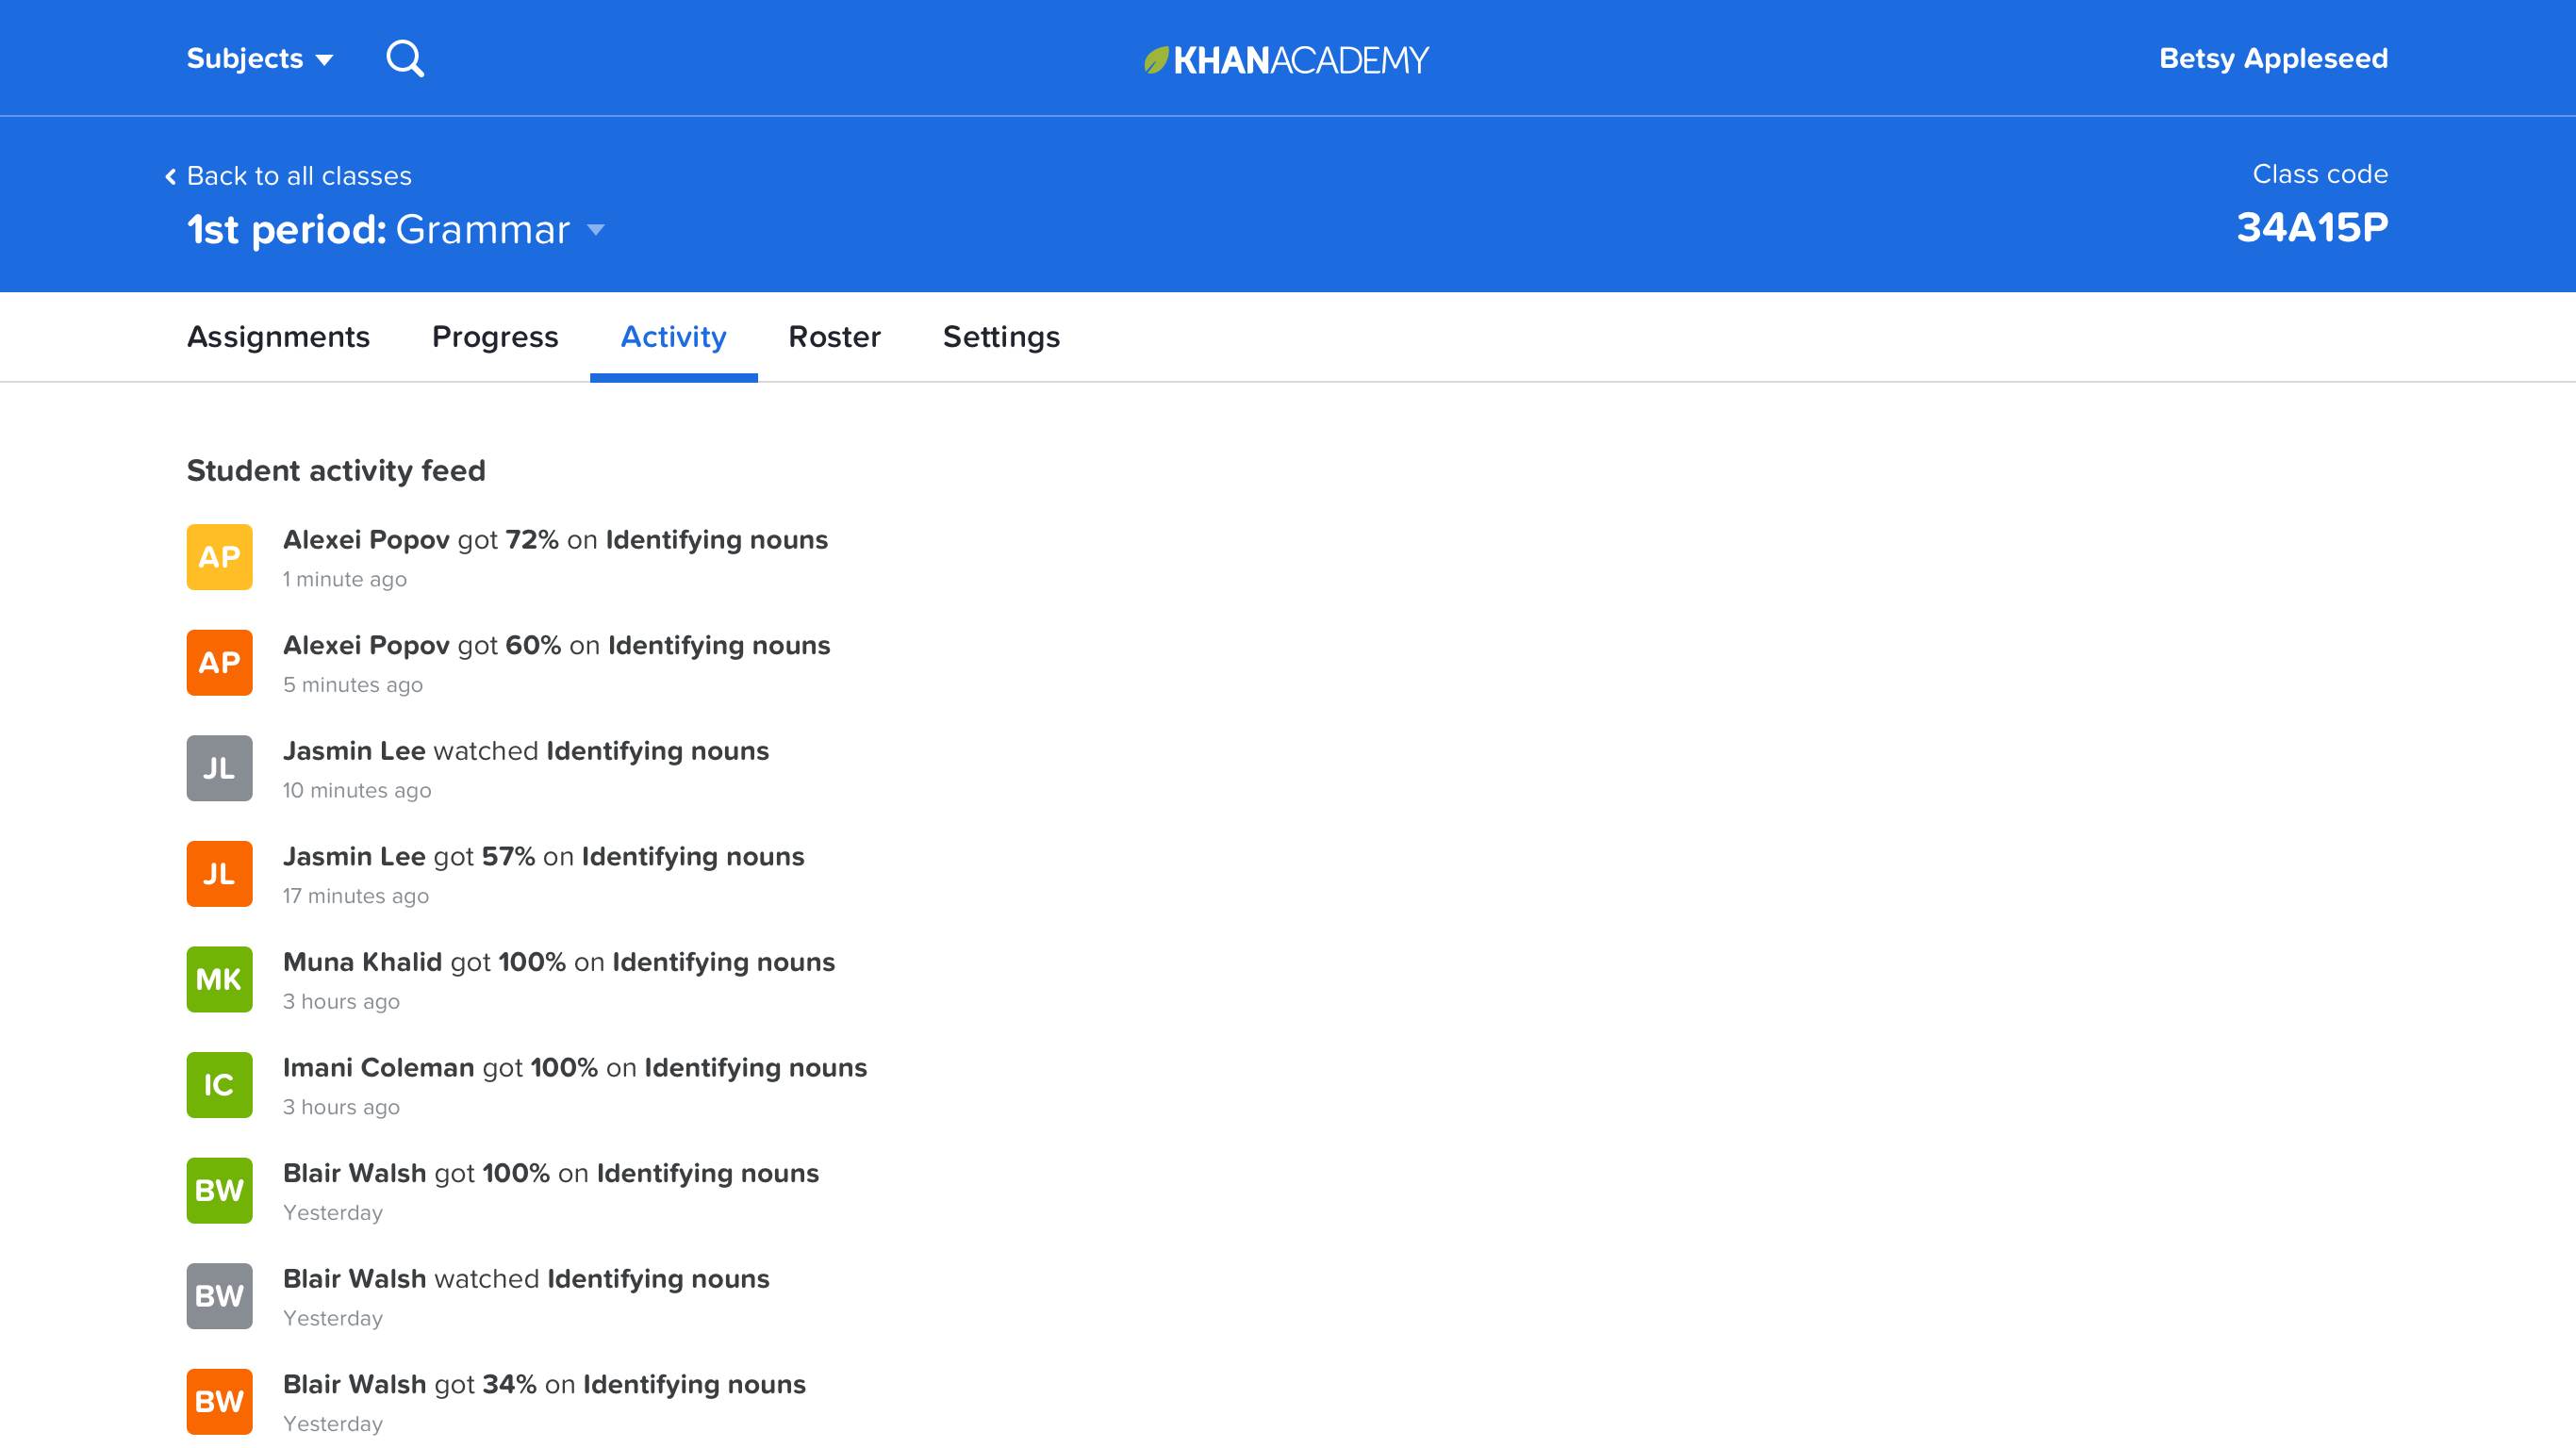 Subjects
KHANACADEMY
Betsy Appleseed
Back to all classes
Class code
1st period: Grammar
34A15P
Assignments Progress Activity Roster Settings
Student activity feed
AP
Alexei Popov got 72% on Identifying nouns
1 minute ago
AP
Alexei Popov got 60% on Identifying nouns
5 minutes ago
JL
Jasmin Lee watched Identifying nouns
10 minutes ago
JL
Jasmin Lee got 57% on Identifying nouns
17 minutes ago
MK
Muna Khalid got 100% on Identifying nouns
3 hours ago
IC
Imani Coleman got 100% on Identifying nouns
3 hours ago
BW
Blair Walsh got 100% on Identifying nouns
Yesterday
BW
Blair Walsh watched Identifying nouns
Yesterday
BW
Blair Walsh got 34% on Identifying nouns
Yesterday